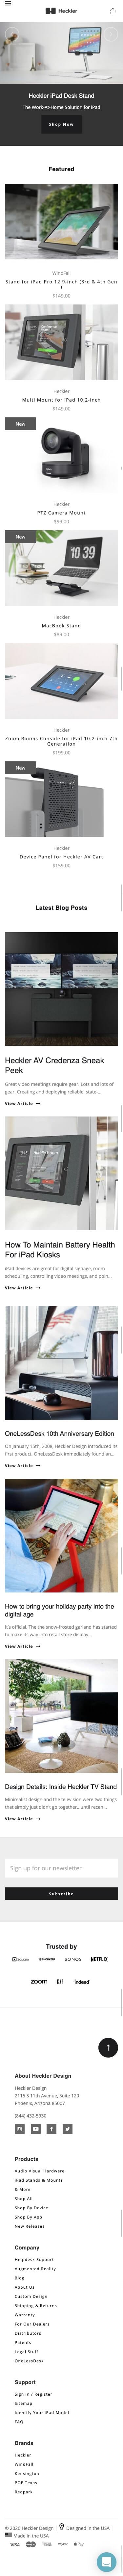 Heckler
Heckler iPad Desk Stand
The Work-At-Home Solution for iPad
Shop Now
Featured
WindFall
Stand for iPad Pro 12.9-inch (3rd & 4th Gen
)
$149.00
Heckler
Multi Mount for iPad 10.2-inch
$149.00
New
Heckler
PTZ Camera Mount
$99.00
New
10 39
Heckler
MacBook Stand
$89.00
Heckler
Zoom Rooms Console for iPad 10.2-inch 7th
Generation
$199.00
New
Heckler
Device Panel for Heckler AV Cart
$159.00
Latest Blog Posts
Heckler AV Credenza Sneak
Peek
Great video meetings require gear. Lots and lots of
gear. Creating and deploying reliable, state-...
View Article →
How To Maintain Battery Health
For iPad Kiosks
iPad devices are great for digital signage, room
scheduling, controlling video meetings, and poin...
View Article →
OneLessDesk 10th Anniversary Edition
On January 15th, 2008, Heckler Design introduced its
first product. OneLessDesk immediately found an...
View Article →
How to bring your holiday party into the
digital age
It's official. The the snow-frosted garland has started
to make its way into retail store display...
View Article →
Design Details: Inside Heckler TV Stand
Minimalist design and the television were two things
that simply just didn't go together...until recen...
View Article →
Sign up for our newsletter
Subscribe
Trusted by
SONOS
NETFLIX
zoom
Lyft
indeed
About Heckler Design
Heckler Design
2115 S 11th Avenue, Suite 120
Phoenix, Arizona 85007
(844) 432-5930
Products
Audio Visual Hardware
iPad Stands & Mounts
& More
Shop All
Shop By Device
Shop By App
New Releases
Company
Helpdesk Support
Augmented Reality
Blog
About Us
Custom Design
Shipping & Returns
Warranty
For Our Dealers
Distributors
Patents
Legal Stuff
OneLessDesk
Support
Sign In / Register
Sitemap
Identify Your iPad Model
FAQ
Brands
Heckler
WindFall
Kensington
POE Texas
Redpark
© 2020 Heckler Design | Designed in the USA |
Made in the USA
VISA PayPal Pay